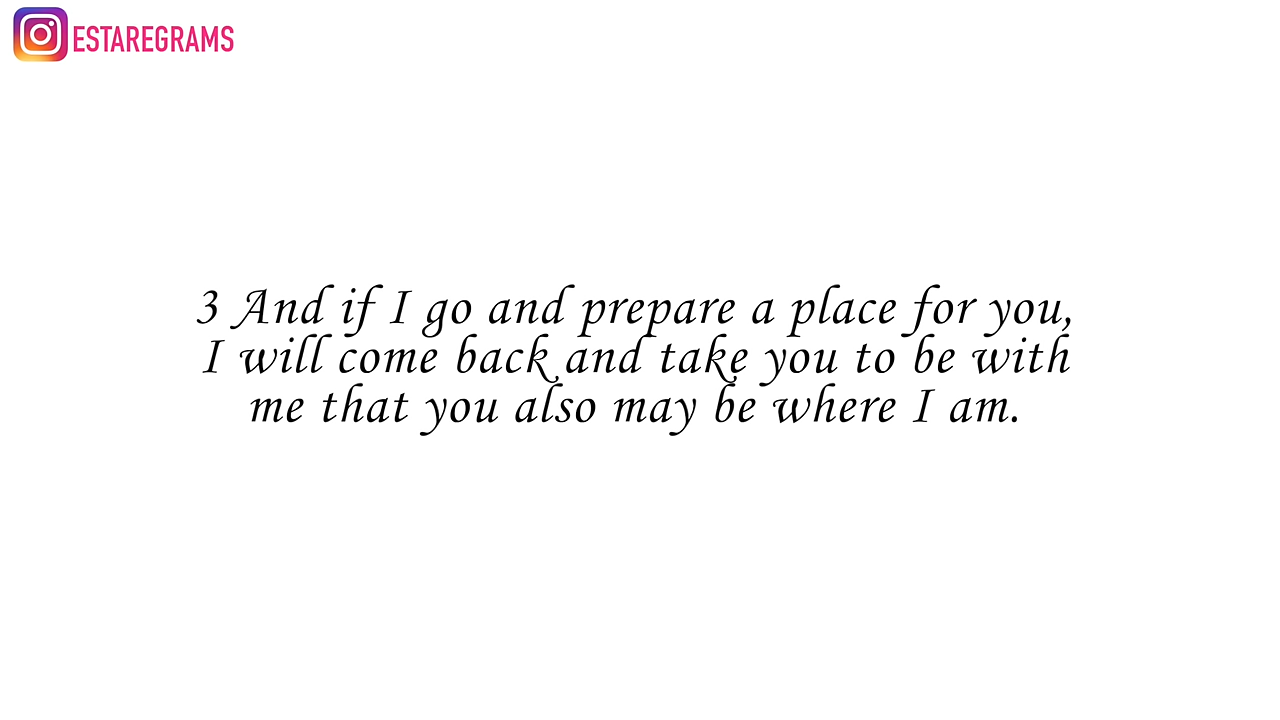 ESTAREGRAMS
3 And if I go and prepare a place for you,
I will come back and take you to be with
me that you also may be where I am.